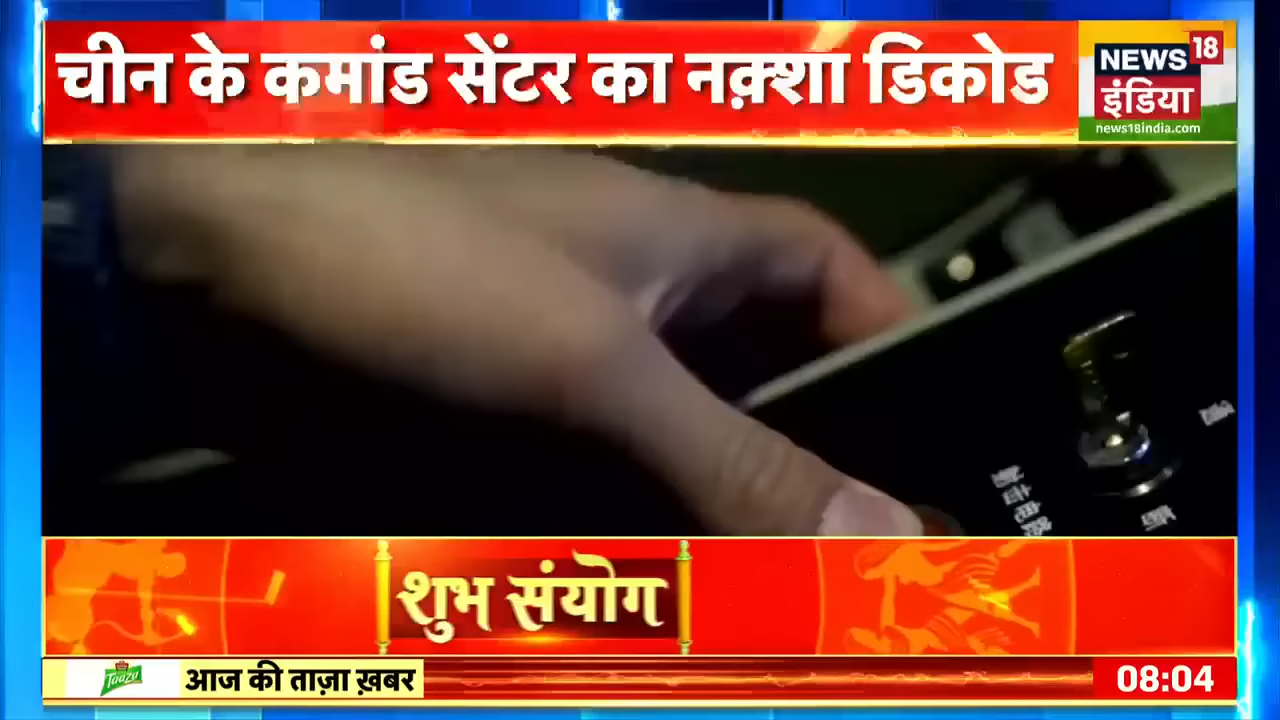 चीन के कमांड सेंटर का नक़्शा डिकोड
NEWS 18
इंडिया
news18india.com
शुभ संयोग
Taaza
आज की ताज़ा ख़बर
08:04